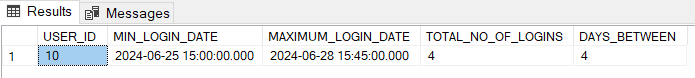 Results Messages
USER_ID MIN_LOGIN_DATE MAXIMUM_LOGIN_DATE TOTAL_NO_OF_LOGINS DAYS_BETWEEN
1 10 2024-06-25 15:00:00.000 2024-06-28 15:45:00.000 4 4